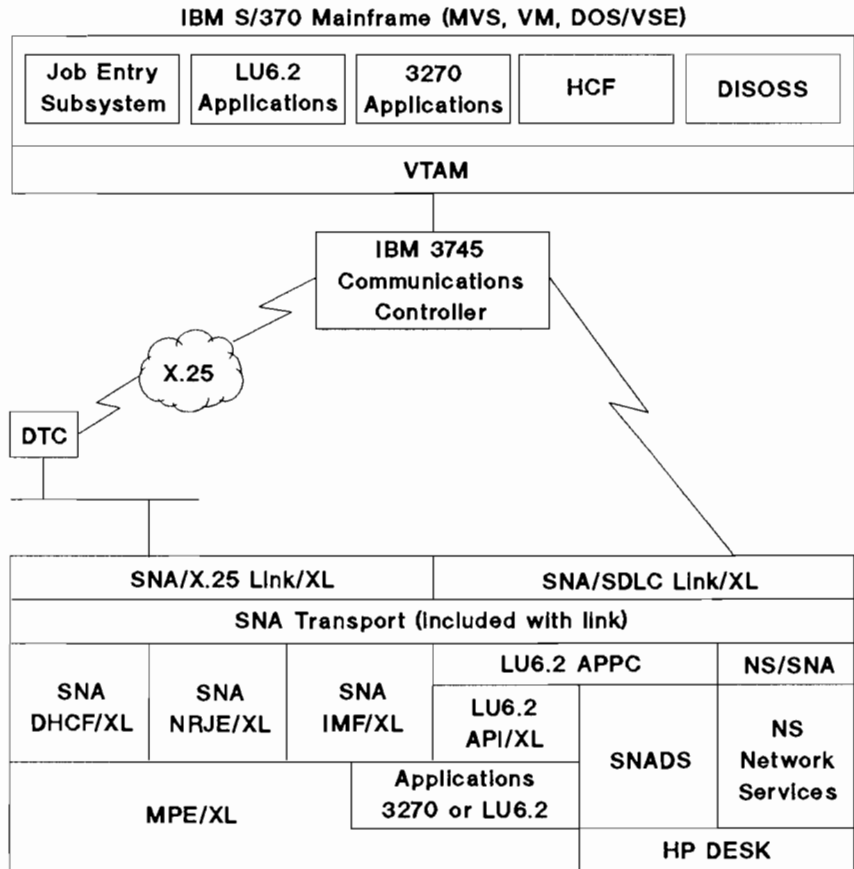 IBM S/370 Mainframe (MVS, VM, DOS/VSE)
Job Entry
Subsystem
LU6.2
Applications
3270
Applications
HCF
DISOSS
VTAM
IBM 3745
Communications
Controller
X.25
DTC
SNA/X.25 Link/XL
SNA/SDLC Link/XL
SNA Transport (included with link)
SNA
DHCF/XL
SNA
NRJE/XL
SNA
IMF/XL
LU6.2 APPC
NS/SNA
LU6.2
API/XL
SNADS
NS
Network
Services
MPE/XL
Applications
3270 or LU6.2
HP DESK